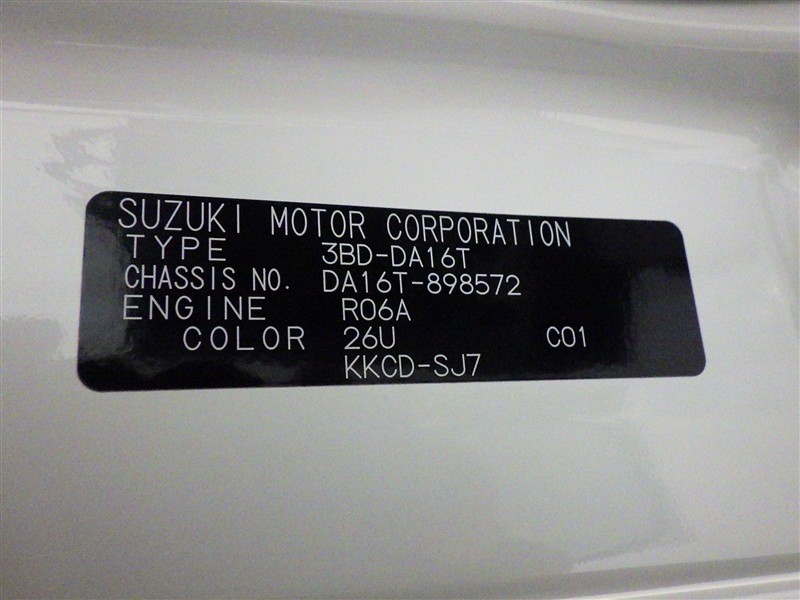 SUZUKI MOTOR CORPORATION
TYPE 3BD-DA16T
CHASSIS NO. DA16T-898572
ENGINE R06A
COLOR 26U C01
KKCD-SJ7